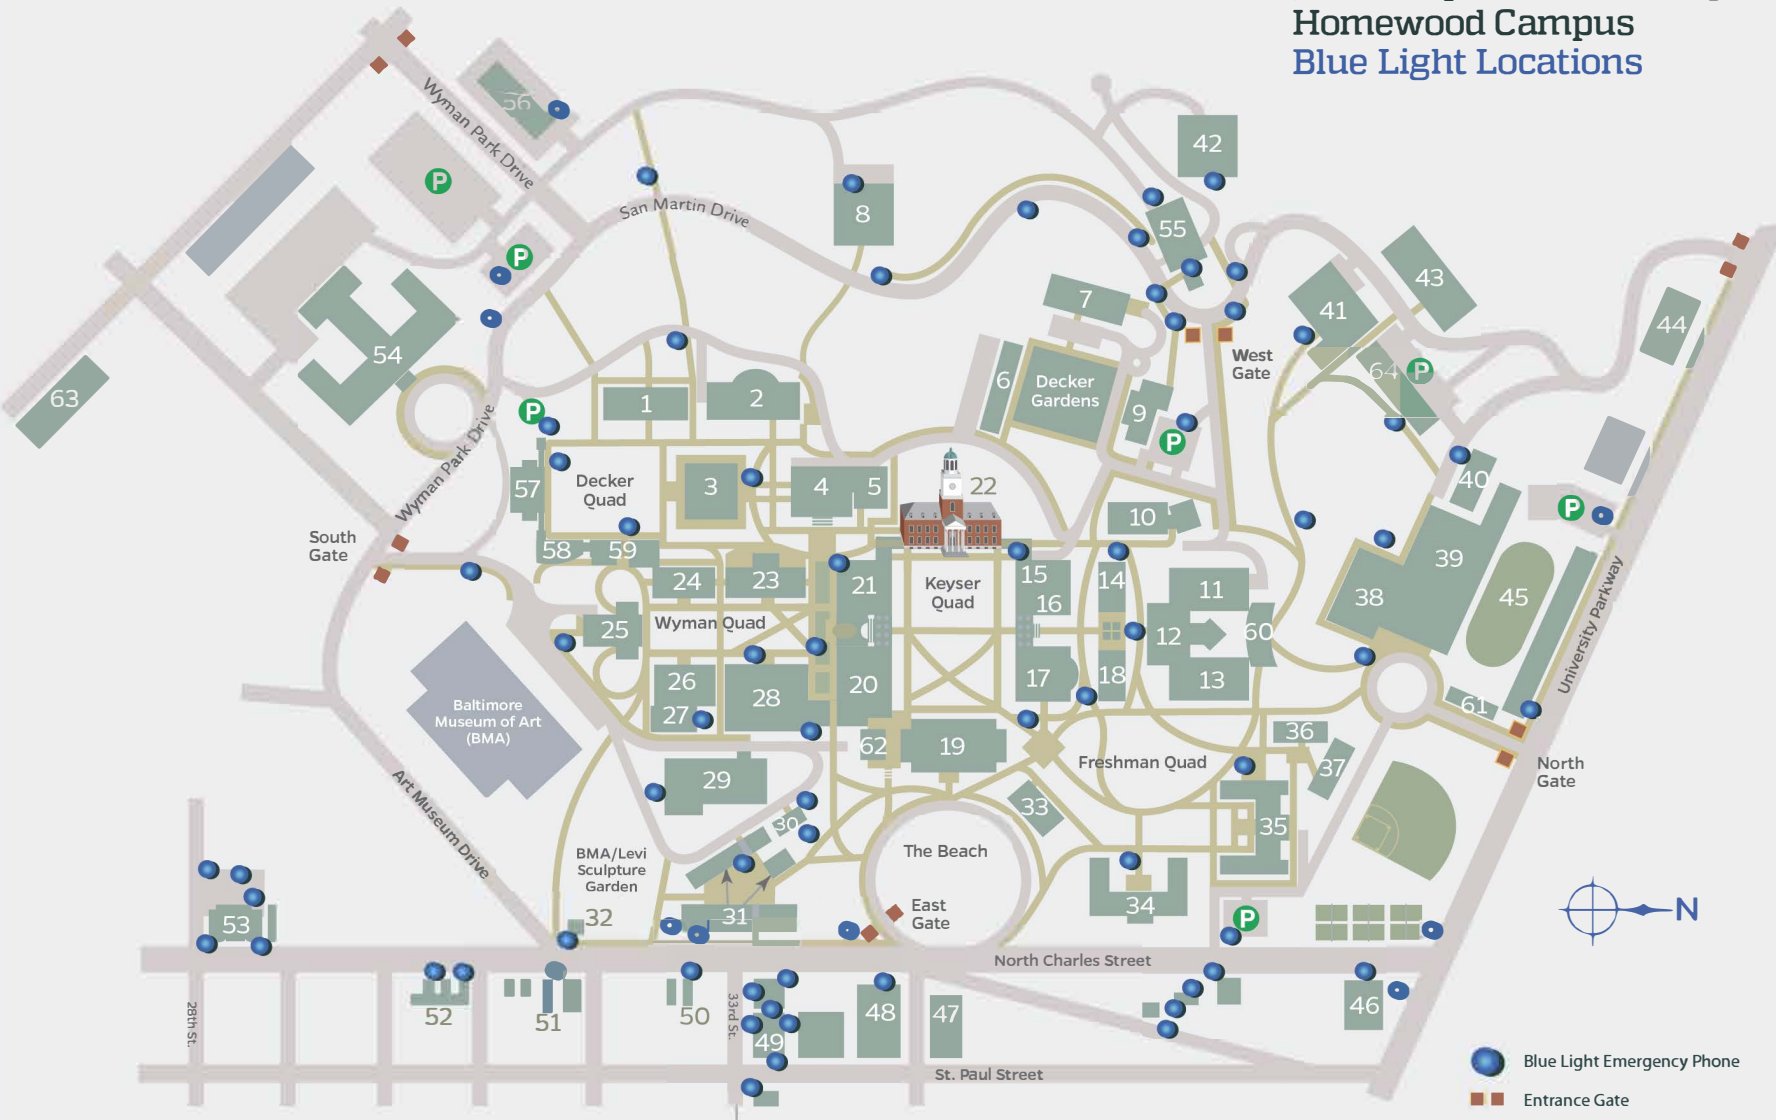 Homewood Campus
Blue Light Locations
Wyman Park Drive
56
P
42
San Martin Drive
8
55
P
7
41
43
44
West
Gate
54
63
6
Decker
Gardens
64
P
1
2
9
P
P
Wyman Park Drive
57
Decker
Quad
3
4
5
22
10
40
P
South
Gate
58
59
24
23
21
Keyser
Quad
15
16
14
11
39
38
45
University Parkway
25
Wyman Quad
12
60
26
27
28
20
17
18
13
61
Baltimore
Museum of Art
(BMA)
62
19
36
Freshman Quad
37
North
Gate
29
Art Museum Drive
33
30
35
The Beach
BMA/Levi
Sculpture
Garden
32
31
East
Gate
34
P
N
53
North Charles Street
28th St.
52
51
50
33rd St.
49
48
47
46
St. Paul Street
Blue Light Emergency Phone
Entrance Gate